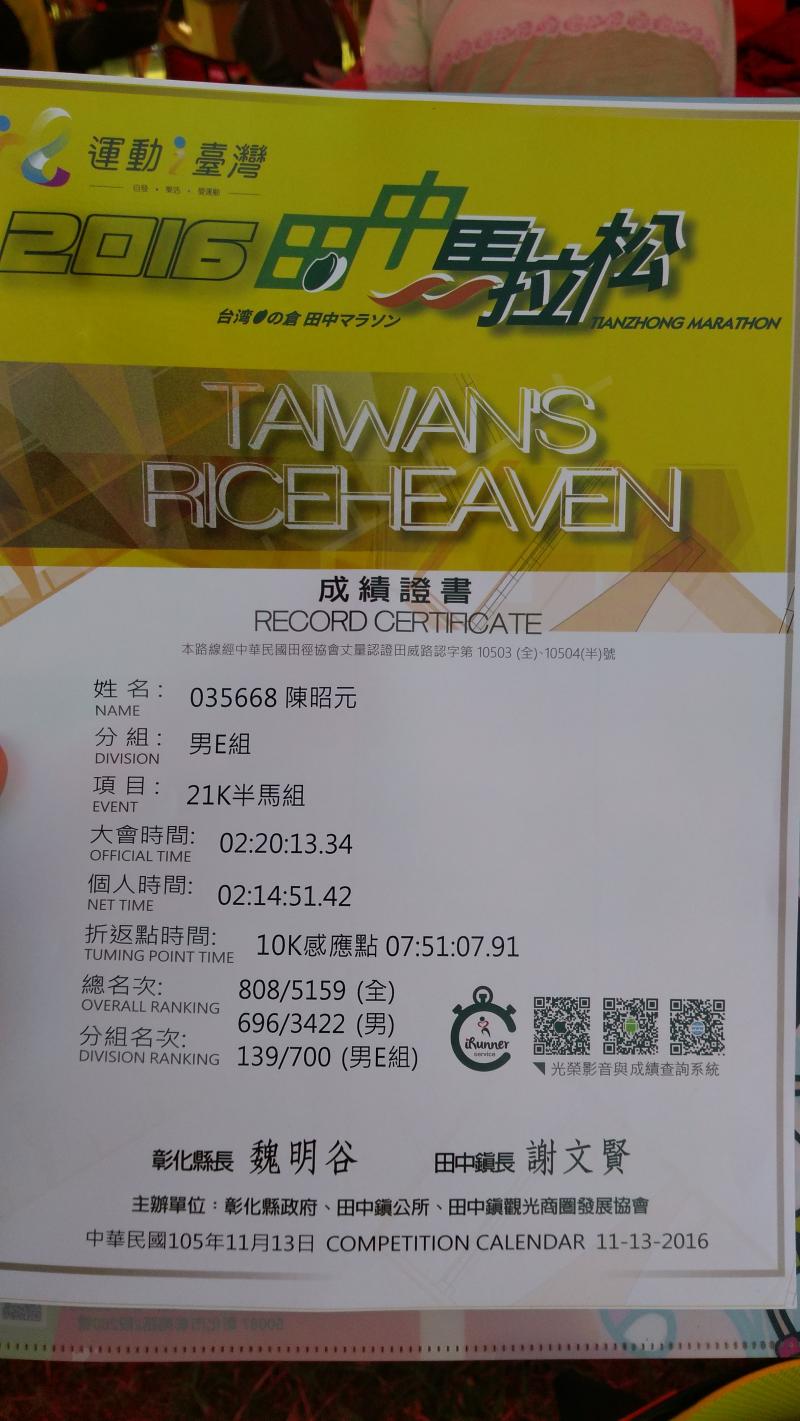 運動i臺灣
自發・樂活・愛運動
2016 田中馬拉松
台湾の倉 田中マラソン
TIANZHONG MARATHON
TAIWAN'S
RICEHEAVEN
成績證書
RECORD CERTIFICATE
本路線經中華民國田徑協會丈量認證田威路認字第 10503 (全)、10504(半)號
姓名: 035668 陳昭元
NAME
分組: 男E組
DIVISION
項目: 21K半馬組
EVENT
大會時間: 02:20:13.34
OFFICIAL TIME
個人時間: 02:14:51.42
NET TIME
折返點時間: 10K感應點 07:51:07.91
TUMING POINT TIME
總名次: 808/5159 (全)
OVERALL RANKING
696/3422 (男)
分組名次:
DIVISION RANKING 139/700 (男E組)
iRunner
service
光榮影音與成績查詢系統
彰化縣長 魏明谷 田中鎮長 謝文賢
主辦單位：彰化縣政府、田中鎮公所、田中鎮觀光商圈發展協會
中華民國105年11月13日 COMPETITION CALENDAR 11-13-2016